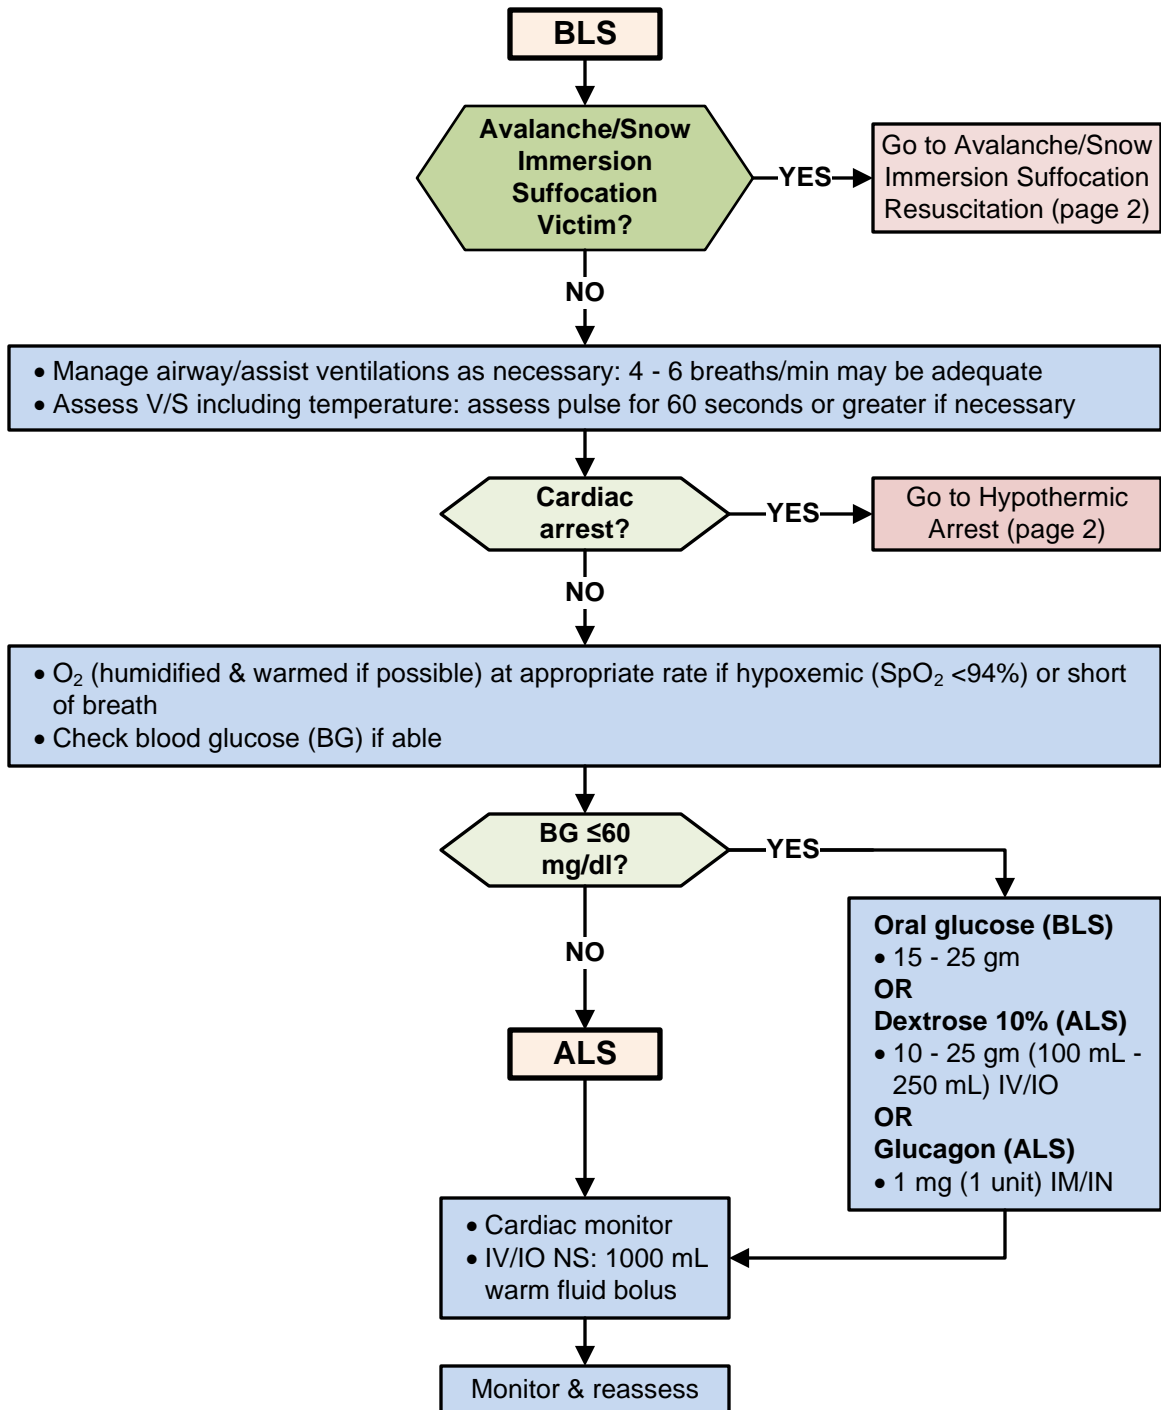 BLS
Avalanche/Snow
Immersion
Suffocation
Victim?
YES
Go to Avalanche/Snow
Immersion Suffocation
Resuscitation (page 2)
NO
• Manage airway/assist ventilations as necessary: 4 - 6 breaths/min may be adequate
• Assess V/S including temperature: assess pulse for 60 seconds or greater if necessary
Cardiac
arrest?
YES
Go to Hypothermic
Arrest (page 2)
NO
• O₂ (humidified & warmed if possible) at appropriate rate if hypoxemic (SpO₂ <94%) or short
of breath
• Check blood glucose (BG) if able
BG ≤60
mg/dl?
YES
NO
Oral glucose (BLS)
• 15 - 25 gm
OR
Dextrose 10% (ALS)
• 10 - 25 gm (100 mL -
250 mL) IV/IO
OR
Glucagon (ALS)
• 1 mg (1 unit) IM/IN
ALS
• Cardiac monitor
• IV/IO NS: 1000 mL
warm fluid bolus
Monitor & reassess